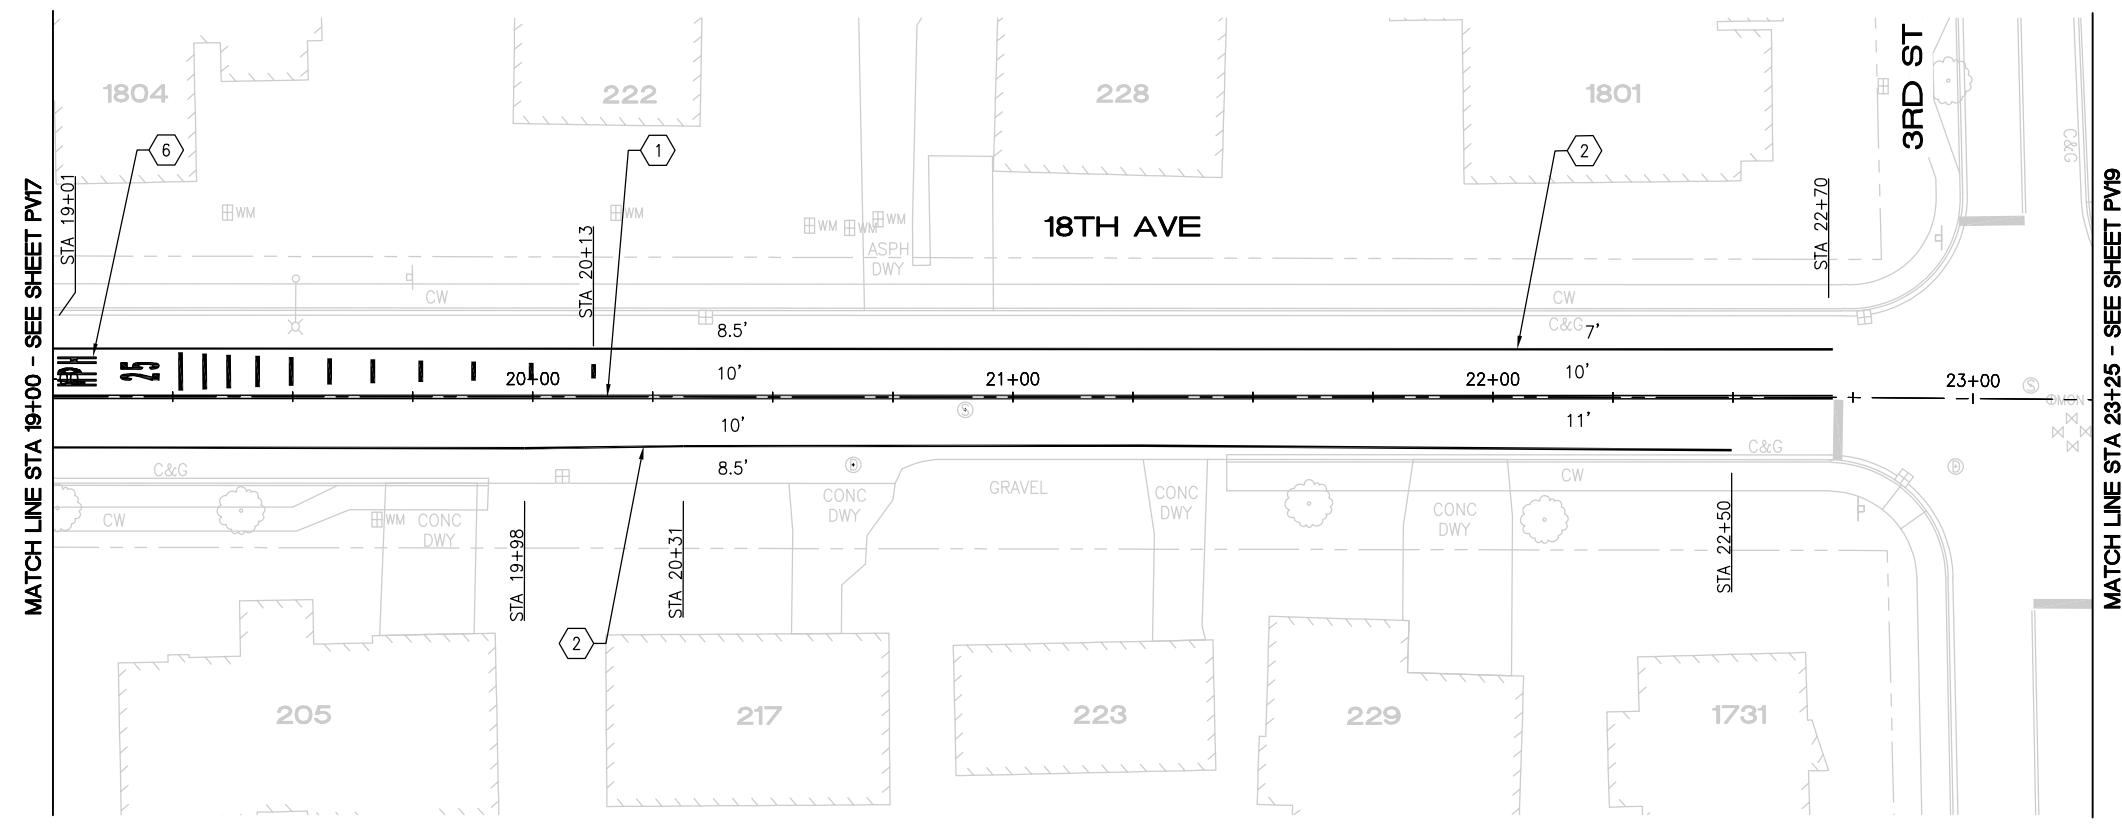 MATCH LINE STA 19+00 - SEE SHEET PV17
1804
222
228
1801
3RD ST
C&G
6
1
2
STA 19+01
WM
WM
WM
WM
WM
STA 20+13
18TH AVE
STA 22+70
ASPH
DWY
CW
CW
8.5'
C&G
7'
25
10'
10'
20+00
21+00
22+00
23+00
MON
10'
11'
C&G
8.5'
C&G
CW
GRAVEL
CONC
DWY
CONC
DWY
CONC
DWY
CW
WM
CONC
DWY
STA 19+98
STA 20+31
STA 22+50
2
205
217
223
229
1731
MATCH LINE STA 23+25 - SEE SHEET PV19